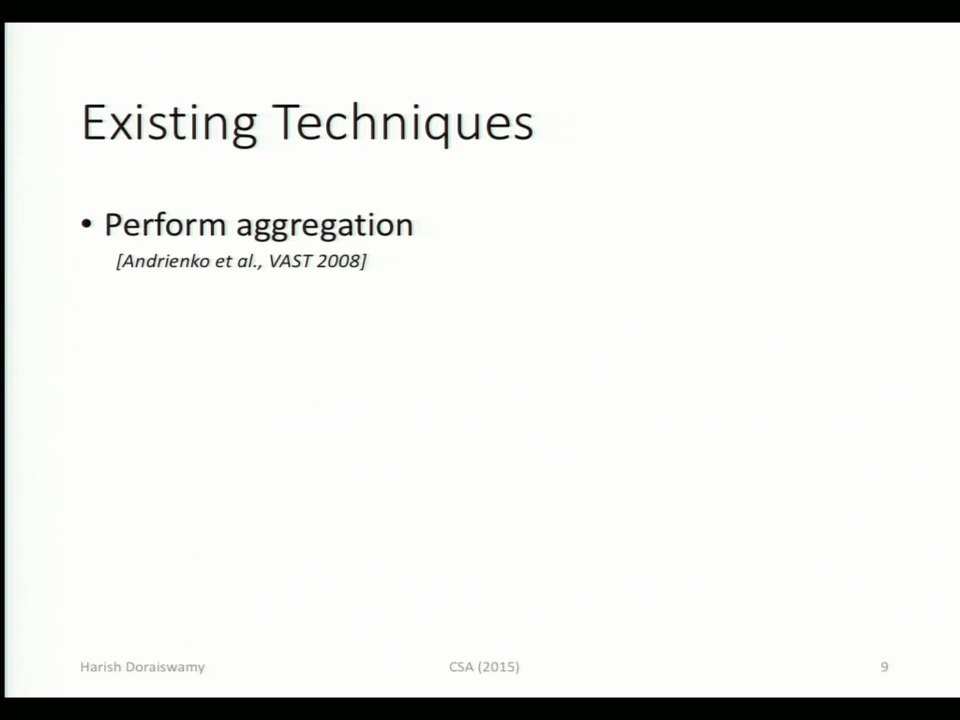 Existing Techniques
• Perform aggregation
[Andrienko et al., VAST 2008]
Harish Doraiswamy CSA (2015) 9